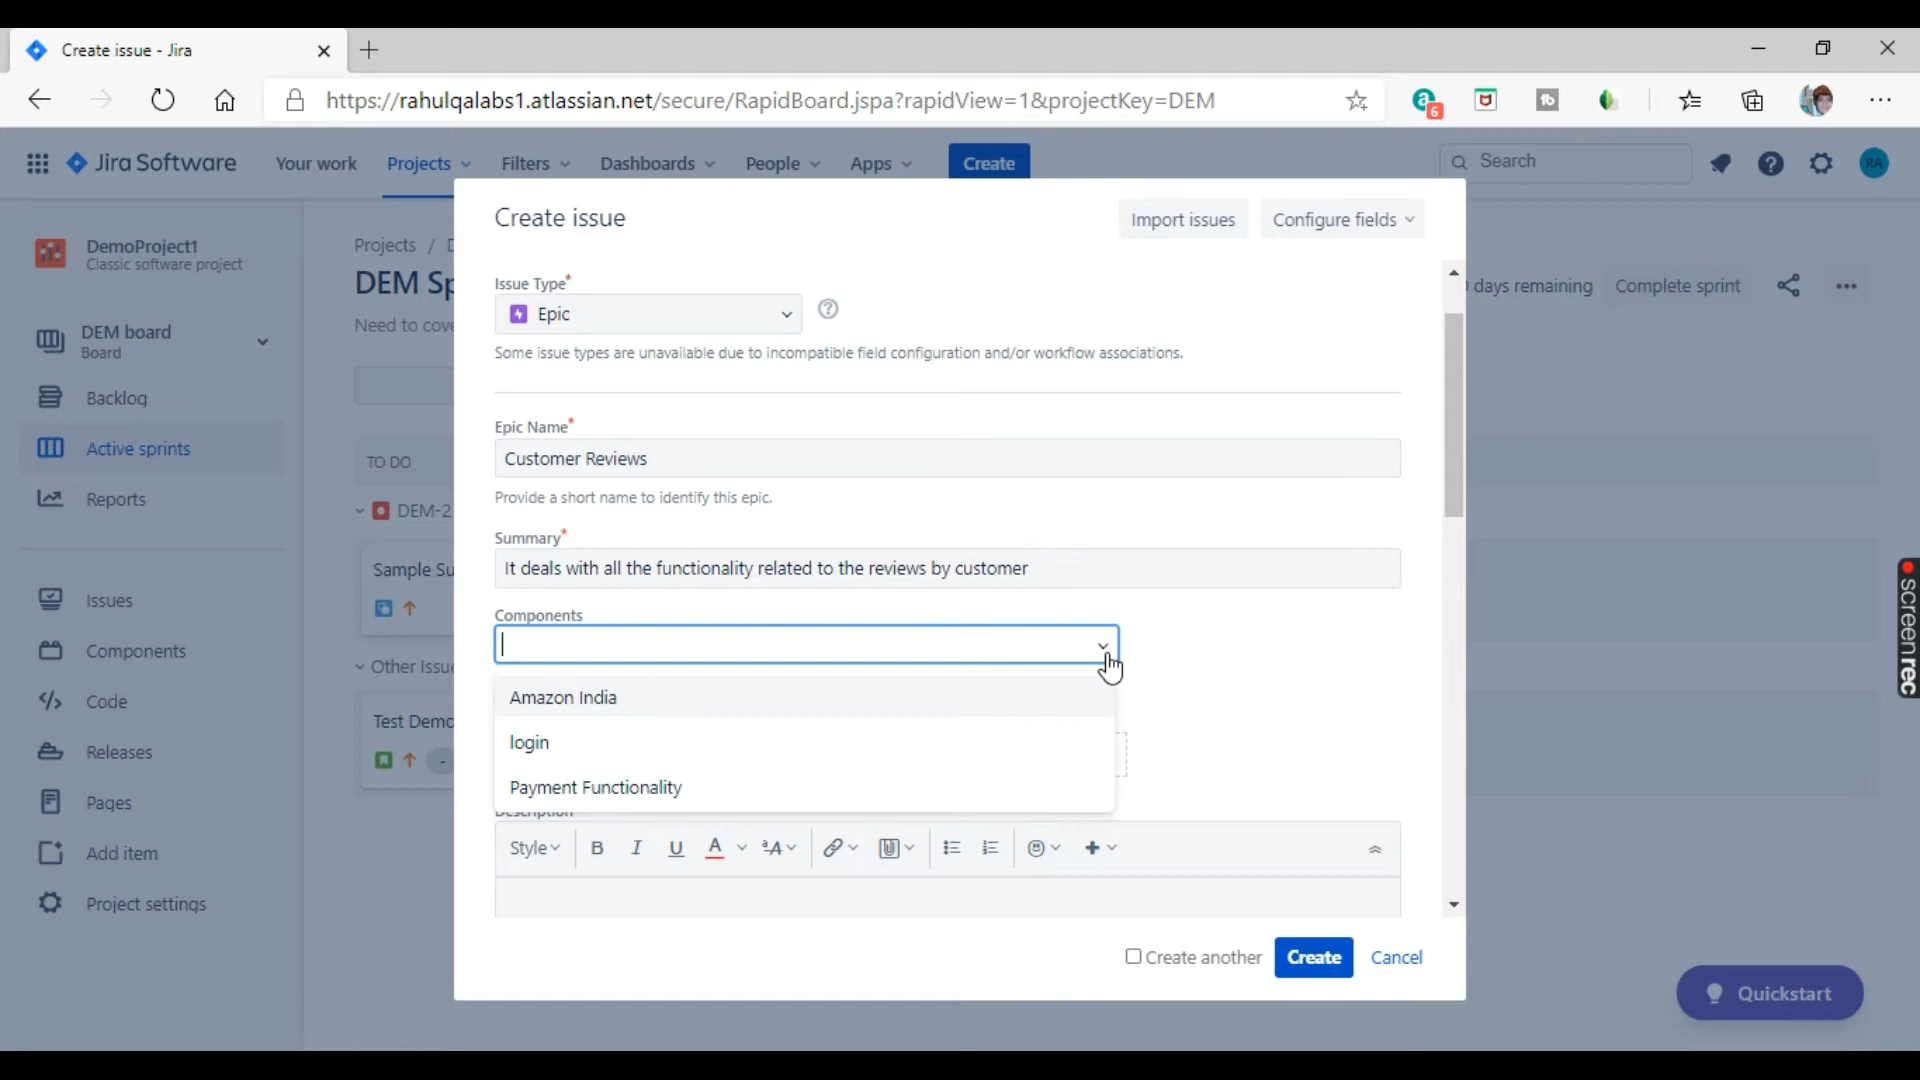 Create issue - Jira
https://rahulqalabs1.atlassian.net/secure/RapidBoard.jspa?rapidView=1&projectKey=DEM
6
Jira Software
Your work
Projects
Filters
Dashboards
People
Apps
Create
Search
RA
DemoProject1
Classic software project
DEM board
Board
Backlog
Active sprints
Reports
Issues
Components
Code
Releases
Pages
Add item
Project settings
Projects /
DEM Sp
Need to cove
TO DO
DEM-2
Sample Su
Other Issue
Test Demo
-
days remaining
Complete sprint
Create issue
Import issues
Configure fields
Issue Type*
Epic
Some issue types are unavailable due to incompatible field configuration and/or workflow associations.
Epic Name*
Customer Reviews
Provide a short name to identify this epic.
Summary*
It deals with all the functionality related to the reviews by customer
Components
Amazon India
login
Payment Functionality
Description
Style
B I U A
Create another
Create
Cancel
Quickstart
screenrec